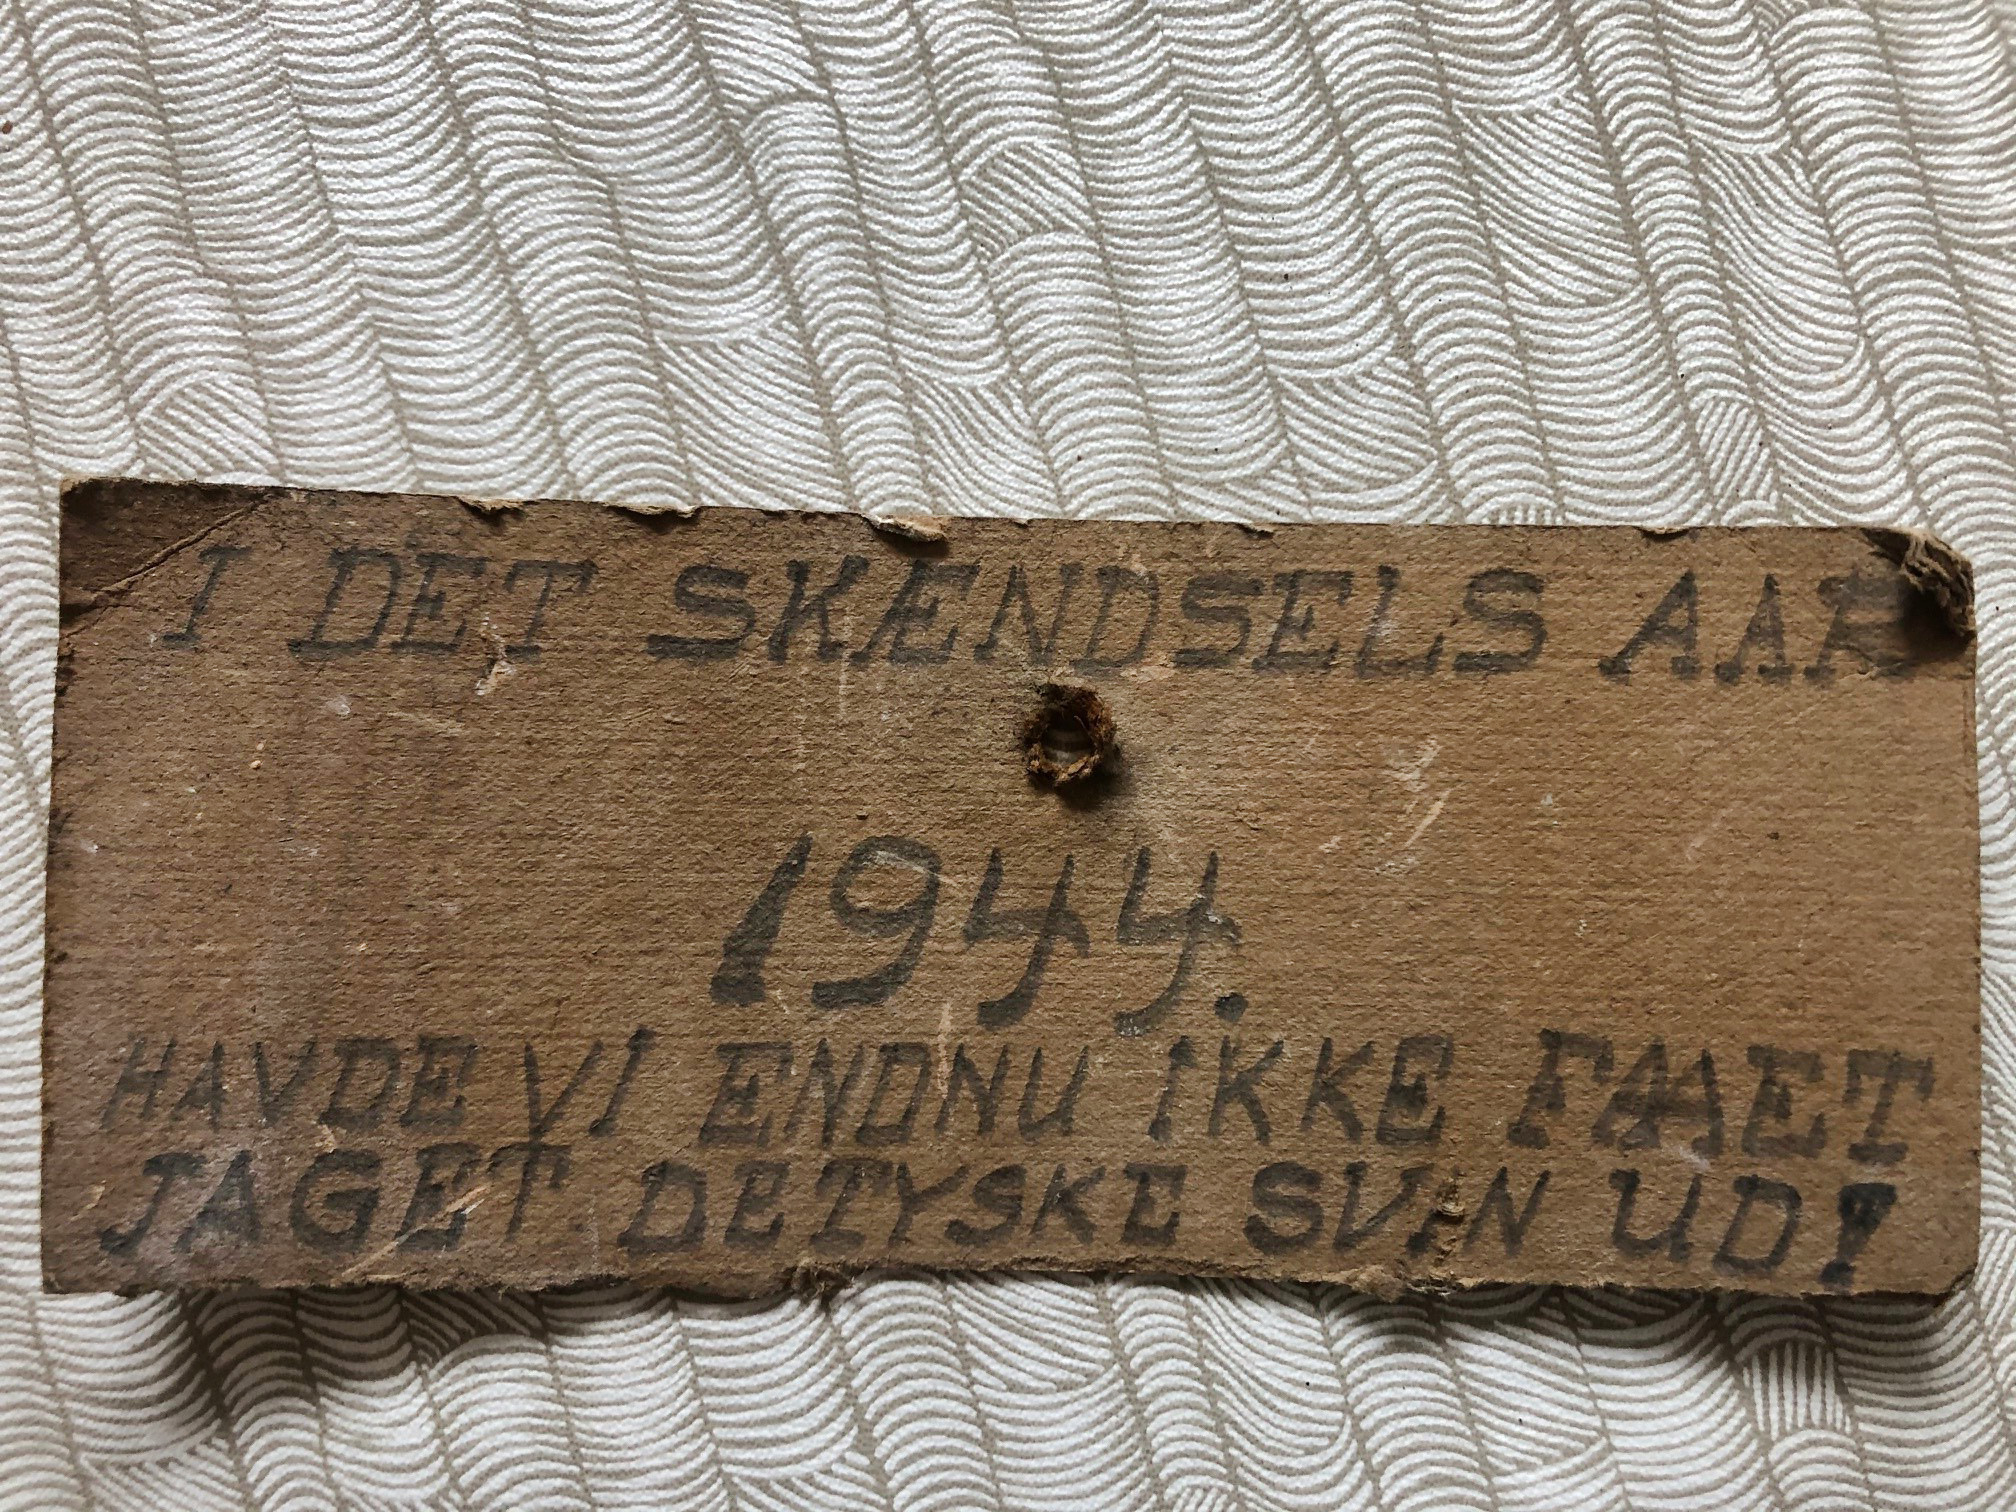 I DET SKÆNDSELS AAR
1944.
HAVDE VI ENDNU IKKE FAAET
JAGET DE TYSKE SVIN UD!